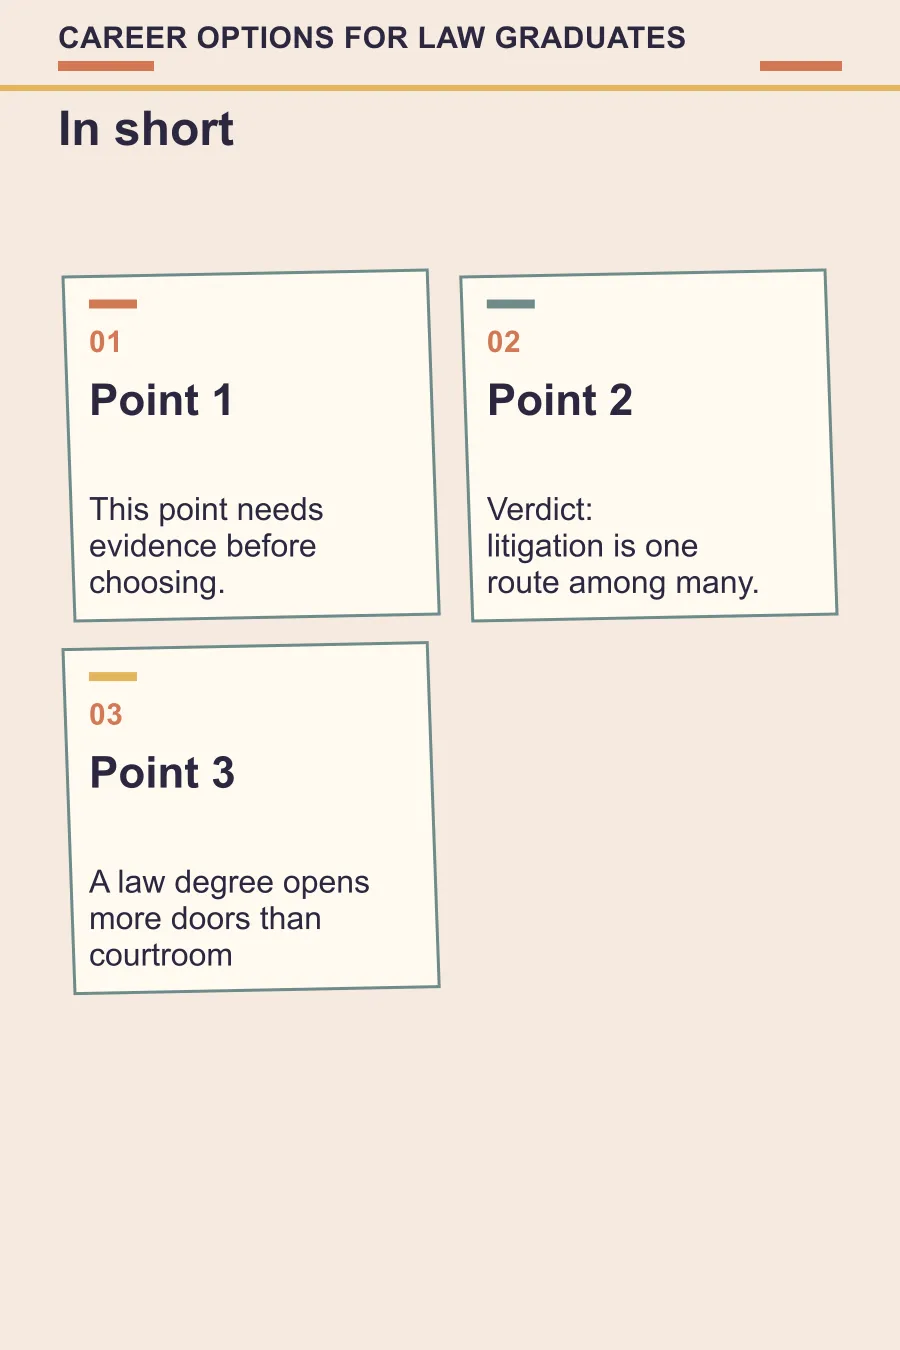 CAREER OPTIONS FOR LAW GRADUATES
In short
01
Point 1
This point needs
evidence before
choosing.
02
Point 2
Verdict:
litigation is one
route among many.
03
Point 3
A law degree opens
more doors than
courtroom